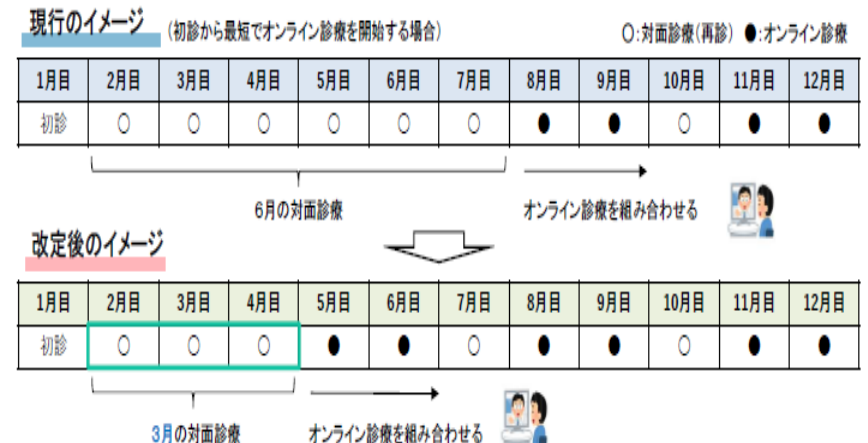 現行のイメージ (初診から最短でオンライン診療を開始する場合) ○:対面診療(再診) ●:オンライン診療
1月目 2月目 3月目 4月目 5月目 6月目 7月目 8月目 9月目 10月目 11月目 12月目
初診 ○ ○ ○ ○ ○ ○ ● ● ○ ● ●
6月の対面診療 オンライン診療を組み合わせる
改定後のイメージ
1月目 2月目 3月目 4月目 5月目 6月目 7月目 8月目 9月目 10月目 11月目 12月目
初診 ○ ○ ○ ● ● ○ ● ● ○ ● ●
3月の対面診療 オンライン診療を組み合わせる